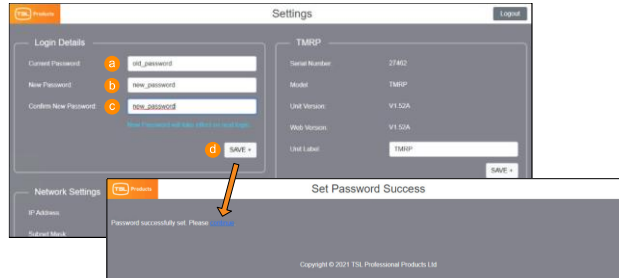 TSL Products
Settings
Logout
Login Details
Current Password:
a
old_password
New Password:
b
new_password
Confirm New Password:
c
new_password
New Password will take effect on next login.
d
SAVE
TMRP
Serial Number:
27462
Model
TMRP
Unit Version:
V1.52A
Web Version:
V1.52A
Unit Label:
TMRP
SAVE
Network Settings
IP Address
Subnet Mask
TSL Products
Set Password Success
Password successfully set. Please continue
Copyright © 2021 TSL Professional Products Ltd